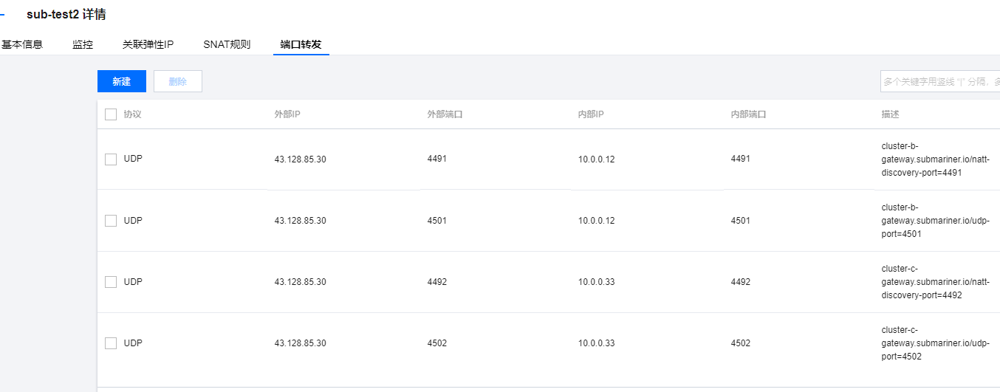 sub-test2 详情
基本信息 监控 关联弹性IP SNAT规则 端口转发
新建 删除 多个关键字用竖线 "|" 分隔，多
协议 外部IP 外部端口 内部IP 内部端口 描述
UDP 43.128.85.30 4491 10.0.0.12 4491 cluster-b-
gateway.submariner.io/natt-
discovery-port=4491
UDP 43.128.85.30 4501 10.0.0.12 4501 cluster-b-
gateway.submariner.io/udp-
port=4501
UDP 43.128.85.30 4492 10.0.0.33 4492 cluster-c-
gateway.submariner.io/natt-
discovery-port=4492
UDP 43.128.85.30 4502 10.0.0.33 4502 cluster-c-
gateway.submariner.io/udp-
port=4502